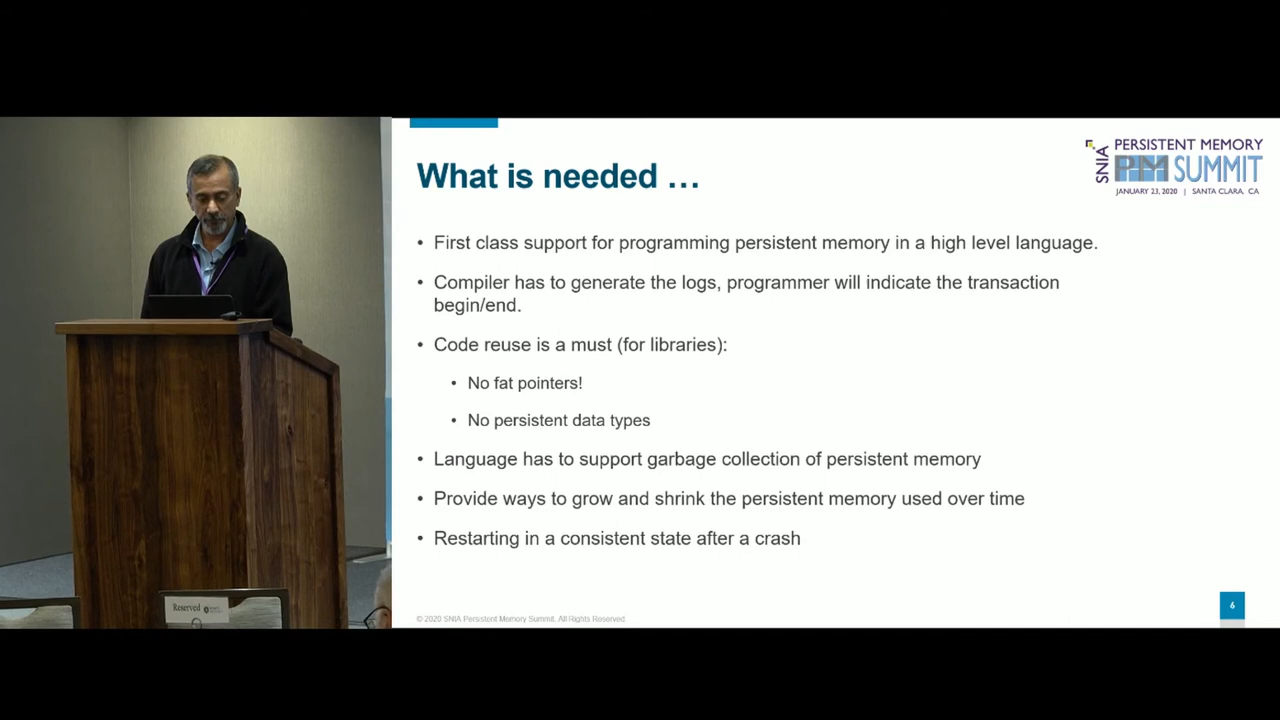 What is needed …
SNIA
PERSISTENT MEMORY
PM SUMMIT
JANUARY 23, 2020 | SANTA CLARA, CA
• First class support for programming persistent memory in a high level language.
• Compiler has to generate the logs, programmer will indicate the transaction
begin/end.
• Code reuse is a must (for libraries):
• No fat pointers!
• No persistent data types
• Language has to support garbage collection of persistent memory
• Provide ways to grow and shrink the persistent memory used over time
• Restarting in a consistent state after a crash
Reserved
© 2020 SNIA Persistent Memory Summit. All Rights Reserved.
6